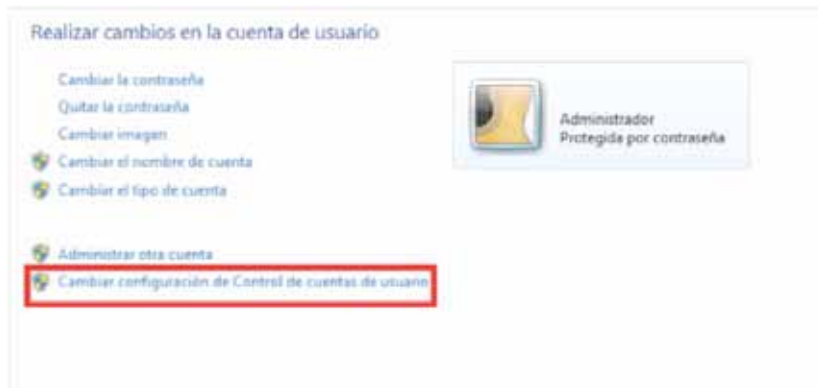 Realizar cambios en la cuenta de usuario
Cambiar la contraseña
Quitar la contraseña
Cambiar imagen
Cambiar el nombre de cuenta
Cambiar el tipo de cuenta
Administrador
Protegida por contraseña
Administrar otra cuenta
Cambiar configuración de Control de cuentas de usuario